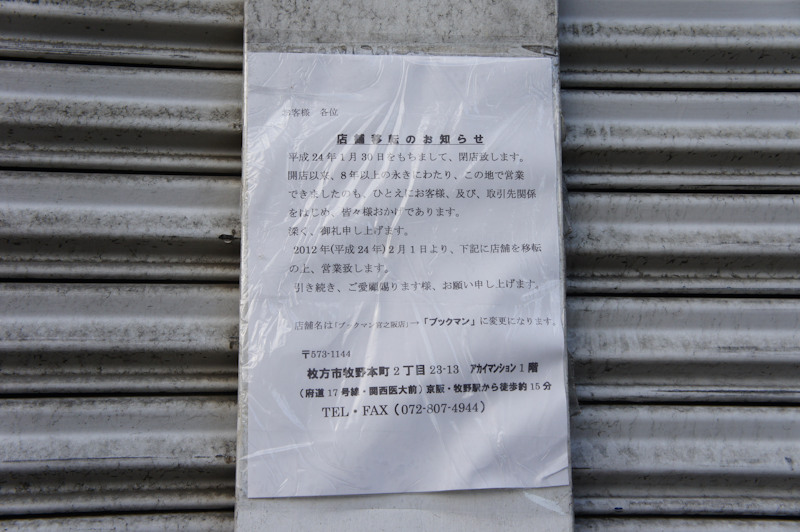 お客様 各位
店舗移転のお知らせ
平成24年1月30日をもちまして、閉店致します。
開店以来、8年以上の永きにわたり、この地で営業
できましたのも、ひとえにお客様、及び、取引先関係
をはじめ、皆々様おかげであります。
深く、御礼申し上げます。
2012年(平成24年)2月1日より、下記に店舗を移転
の上、営業致します。
引き続き、ご愛顧賜ります様、お願い申し上げます。
店舗名は「ブックマン宮之阪店」→「ブックマン」に変更になります。
〒573-1144
枚方市牧野本町2丁目23-13 アカイマンション1階
(府道17号線・関西医大前)京阪・牧野駅から徒歩約15分
TEL・FAX(072-807-4944)